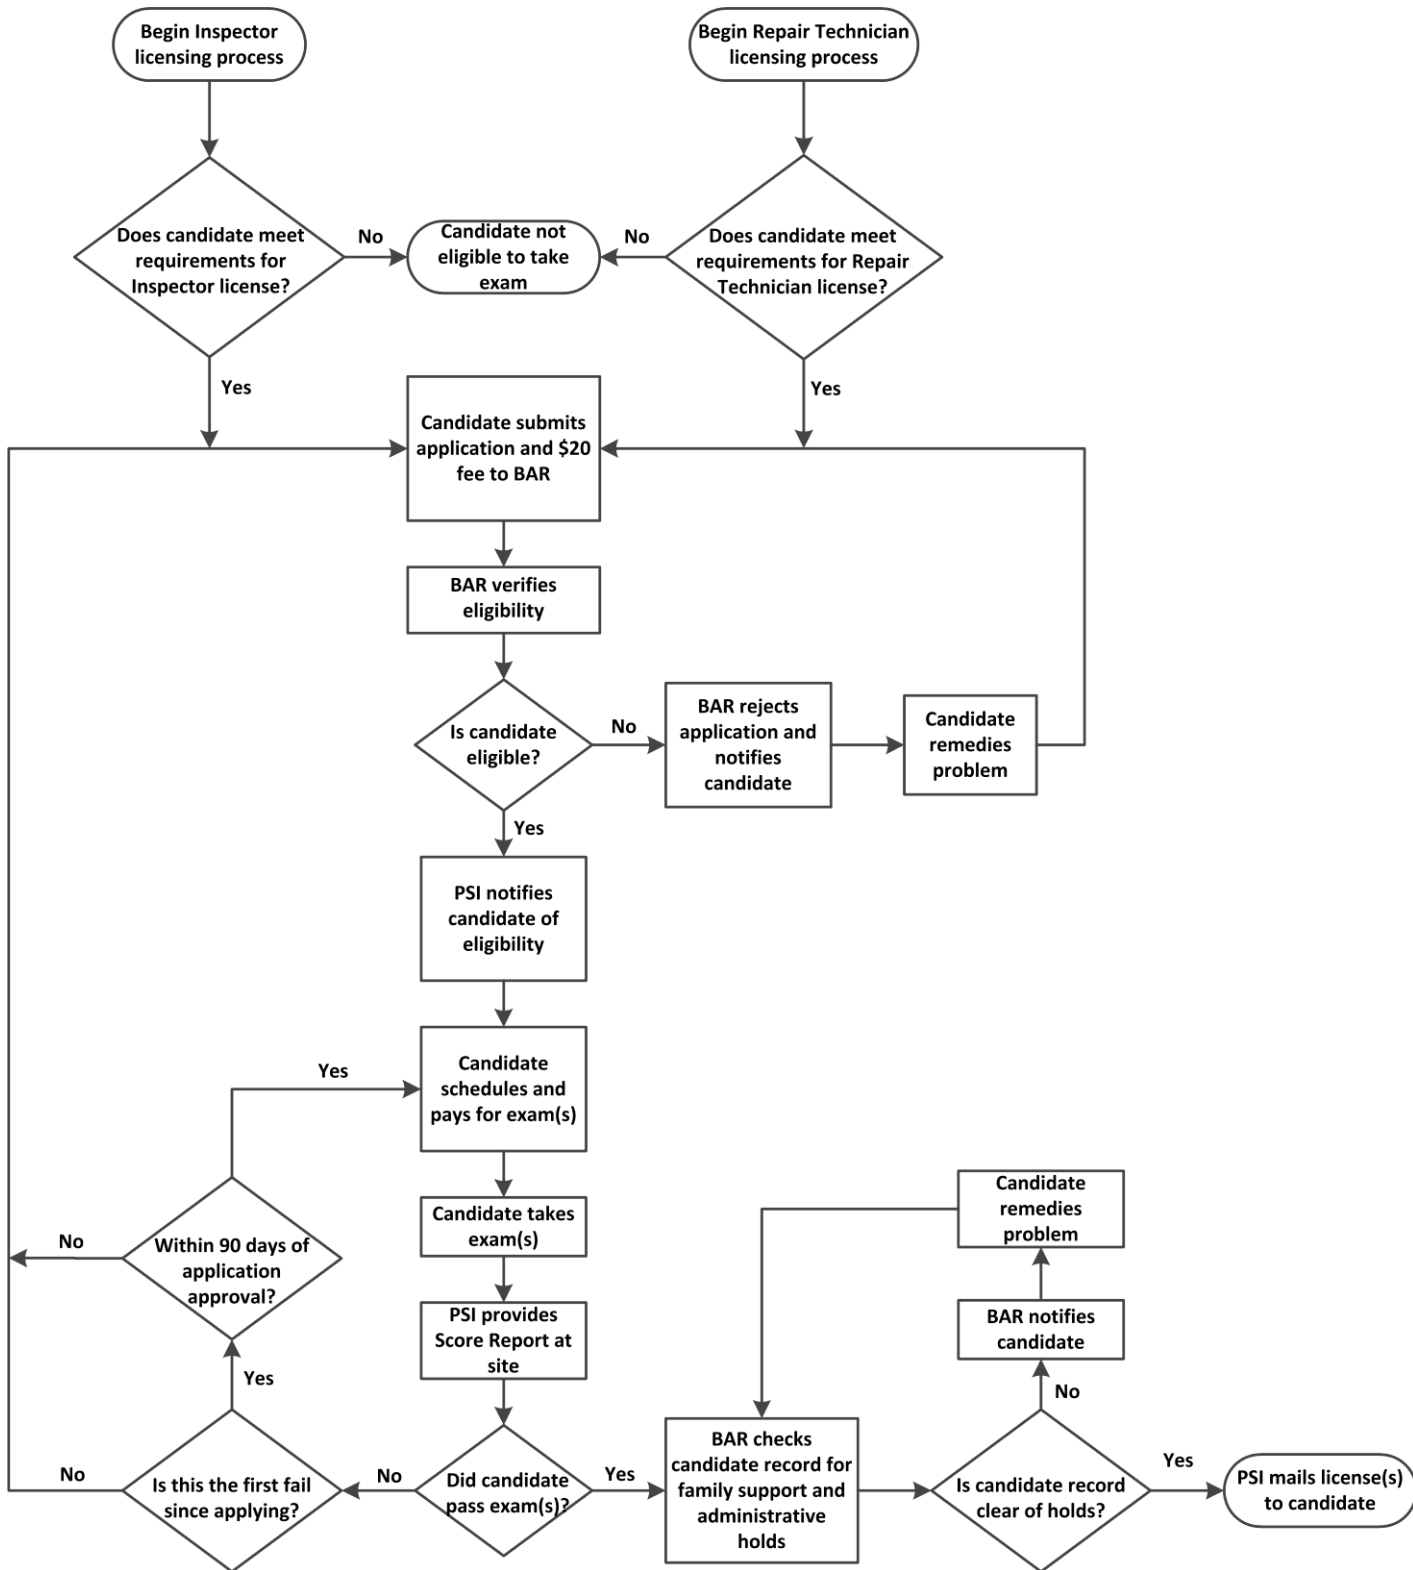 Begin Inspector
licensing process
Begin Repair Technician
licensing process
Does candidate meet
requirements for
Inspector license?
No
Candidate not
eligible to take
exam
No
Does candidate meet
requirements for Repair
Technician license?
Yes
Yes
Candidate submits
application and $20
fee to BAR
BAR verifies
eligibility
Is candidate
eligible?
No
BAR rejects
application and
notifies
candidate
Candidate
remedies
problem
Yes
PSI notifies
candidate of
eligibility
Yes
Candidate
schedules and
pays for exam(s)
Candidate takes
exam(s)
Candidate
remedies
problem
No
Within 90 days of
application
approval?
PSI provides
Score Report at
site
BAR notifies
candidate
Yes
No
No
Is this the first fail
since applying?
No
Did candidate
pass exam(s)?
Yes
BAR checks
candidate record for
family support and
administrative
holds
Is candidate record
clear of holds?
Yes
PSI mails license(s)
to candidate